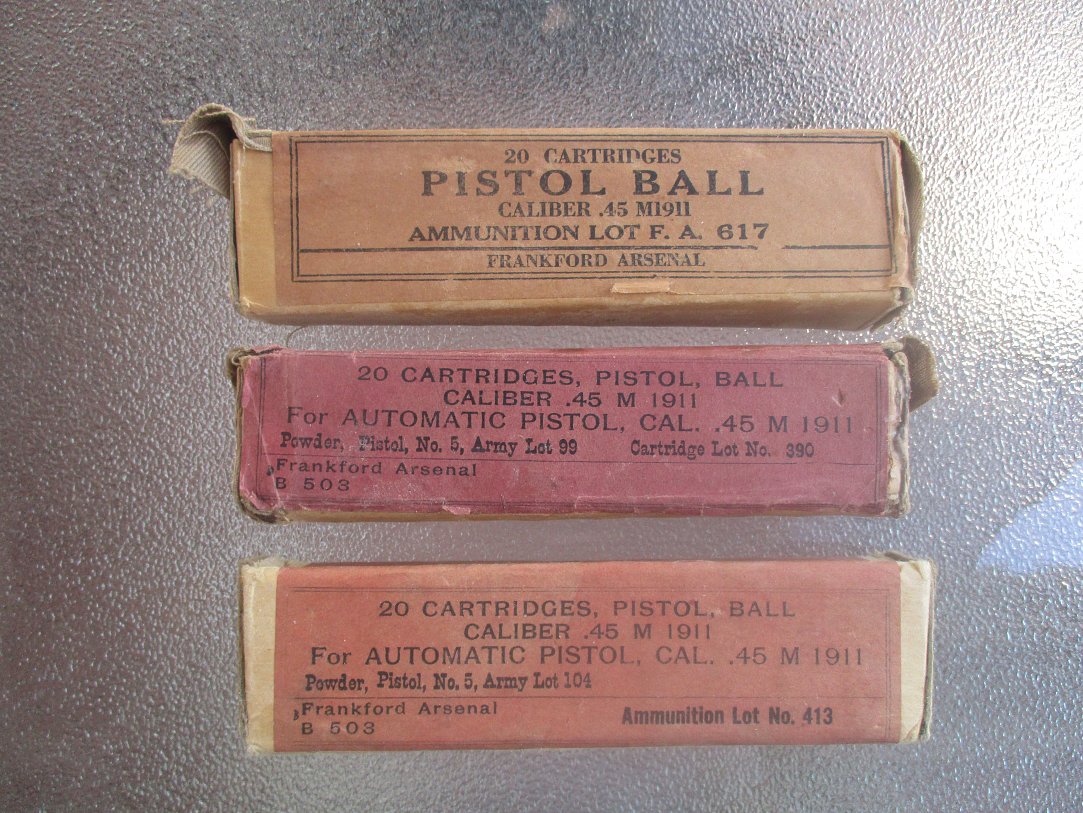 20 CARTRIDGES
PISTOL BALL
CALIBER .45 M1911
AMMUNITION LOT F. A. 617
FRANKFORD ARSENAL
20 CARTRIDGES, PISTOL, BALL
CALIBER .45 M 1911
For AUTOMATIC PISTOL, CAL. .45 M 1911
Powder, Pistol, No. 5, Army Lot 99 Cartridge Lot No. 390
Frankford Arsenal
B 503
20 CARTRIDGES, PISTOL, BALL
CALIBER .45 M 1911
For AUTOMATIC PISTOL, CAL. .45 M 1911
Powder, Pistol, No. 5, Army Lot 104
Frankford Arsenal
B 503 Ammunition Lot No. 413